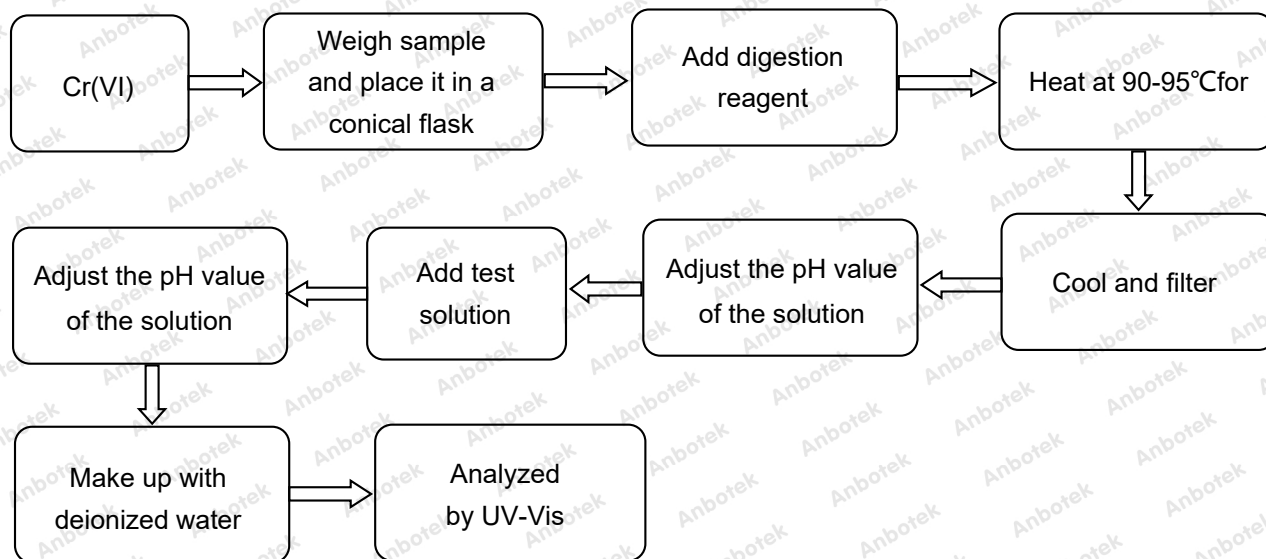 Cr(VI)
Weigh sample
and place it in a
conical flask
Add digestion
reagent
Heat at 90-95℃for
Cool and filter
Adjust the pH value
of the solution
Add test
solution
Adjust the pH value
of the solution
Make up with
deionized water
Analyzed
by UV-Vis
Anbotek